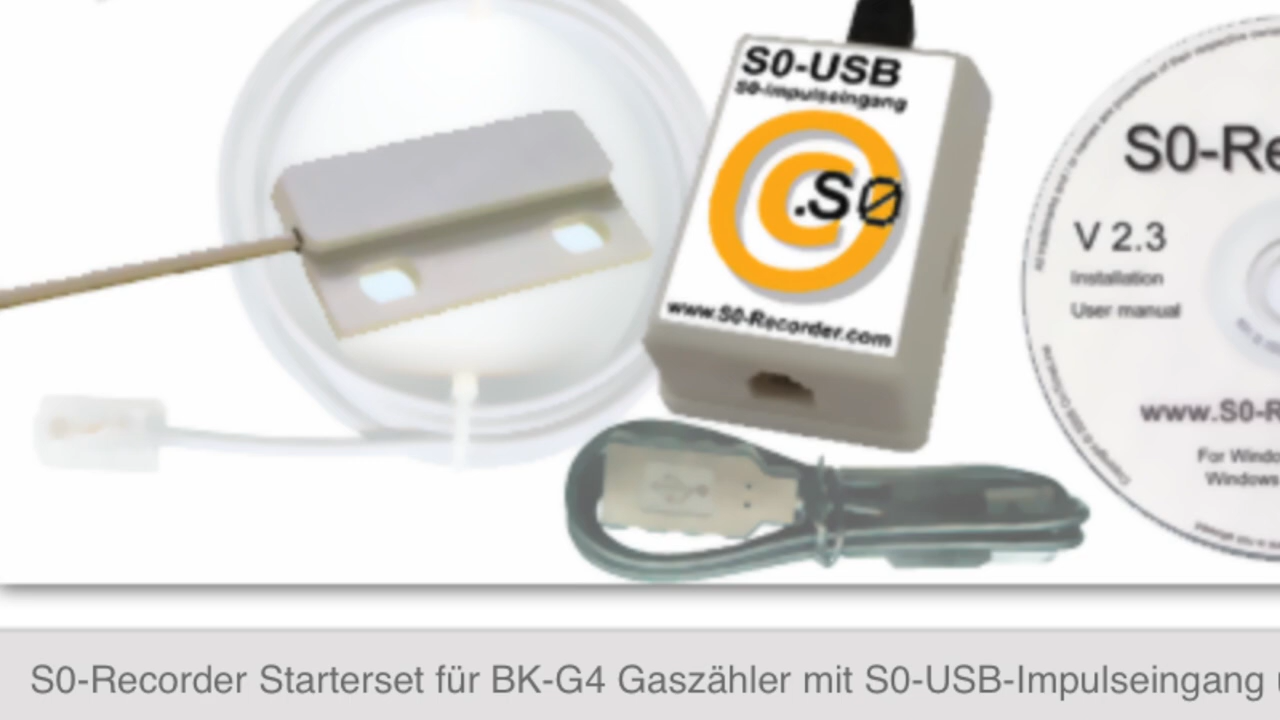 S0-USB
S0-Impulseingang
.S0
www.S0-Recorder.com
S0-Re
V 2.3
Installation
User manual
www.S0-R
For Windo
Windows
S0-Recorder Starterset für BK-G4 Gaszähler mit S0-USB-Impulseingang